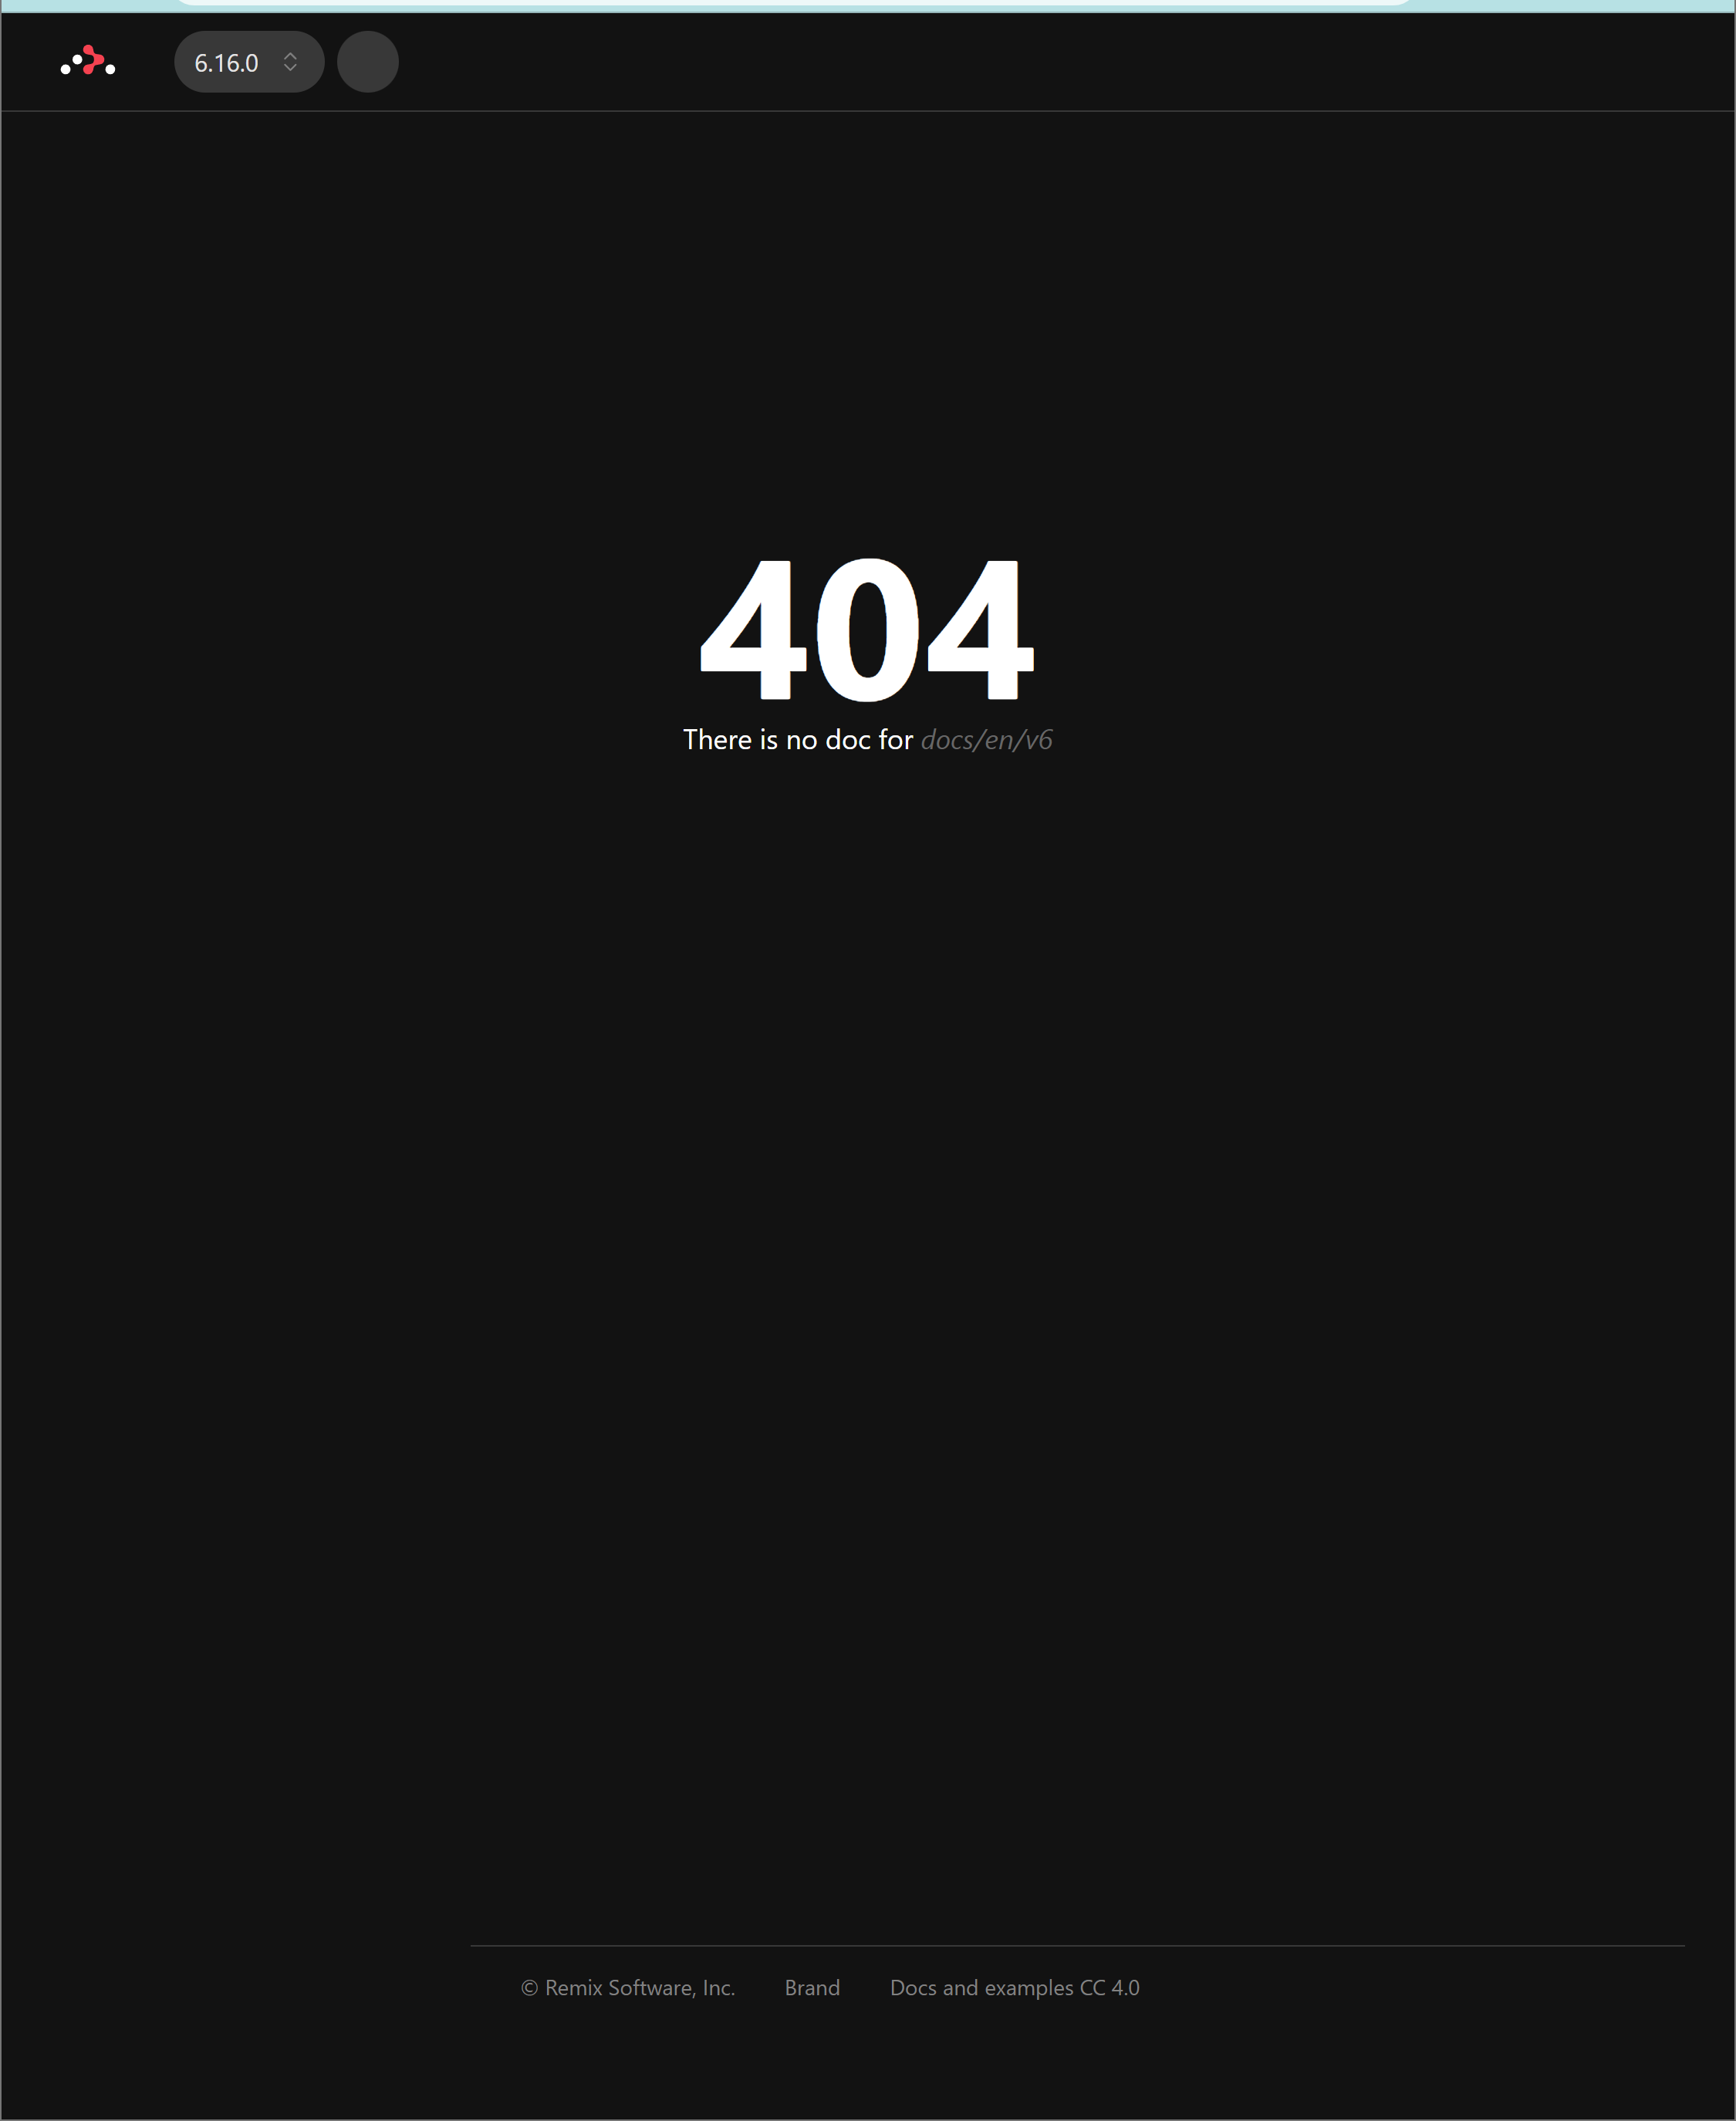 6.16.0
404
There is no doc for docs/en/v6
© Remix Software, Inc. Brand Docs and examples CC 4.0